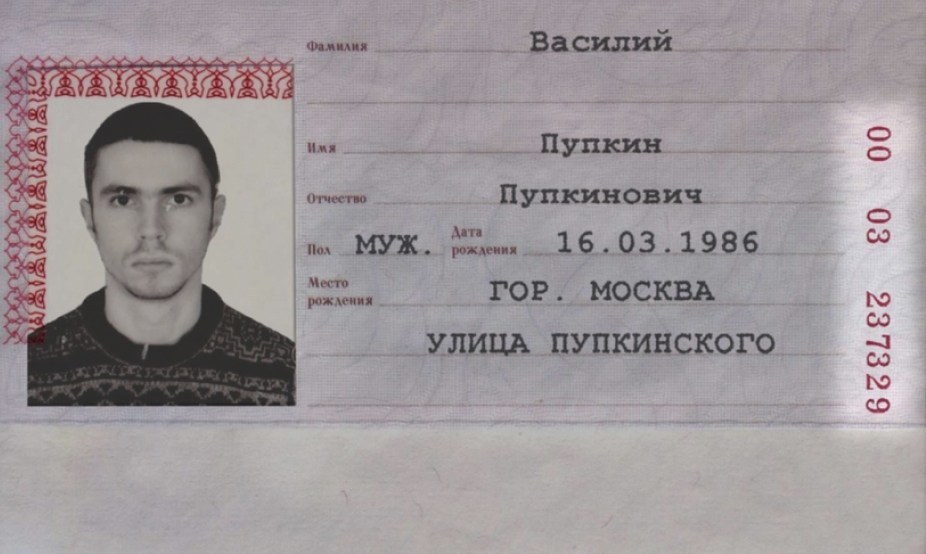 Фамилия Василий
Имя Пупкин
Отчество Пупкинович
Пол МУЖ. Дата рождения 16.03.1986
Место рождения ГОР. МОСКВА
УЛИЦА ПУПКИНСКОГО
00 03 237329